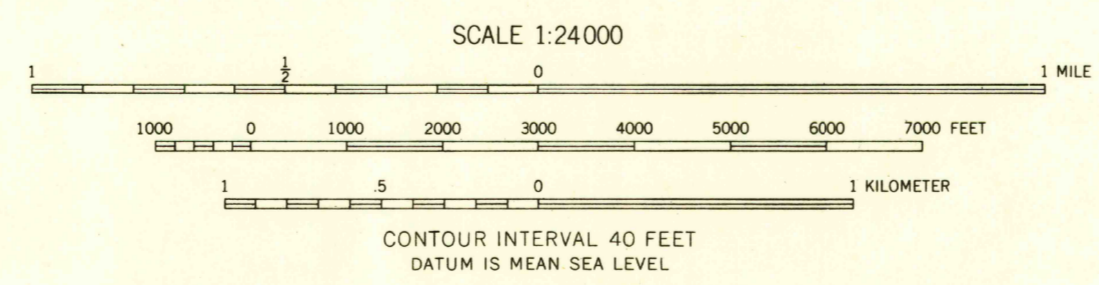 SCALE 1:24000
1 ½ 0 1 MILE
1000 0 1000 2000 3000 4000 5000 6000 7000 FEET
1 .5 0 1 KILOMETER
CONTOUR INTERVAL 40 FEET
DATUM IS MEAN SEA LEVEL